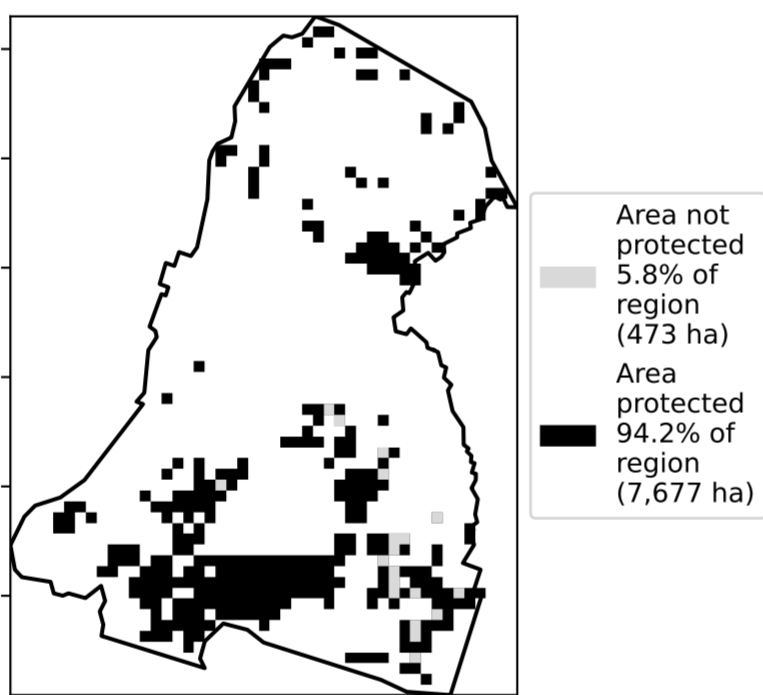 Area not
protected
5.8% of
region
(473 ha)
Area
protected
94.2% of
region
(7,677 ha)